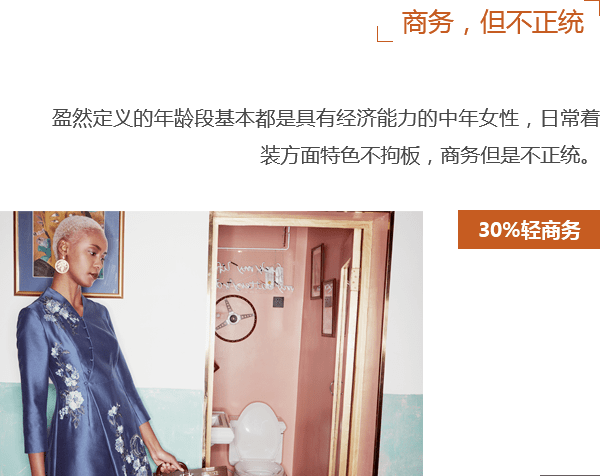 商务，但不正统
盈然定义的年龄段基本都是具有经济能力的中年女性，日常着
装方面特色不拘板，商务但是不正统。
30%轻商务